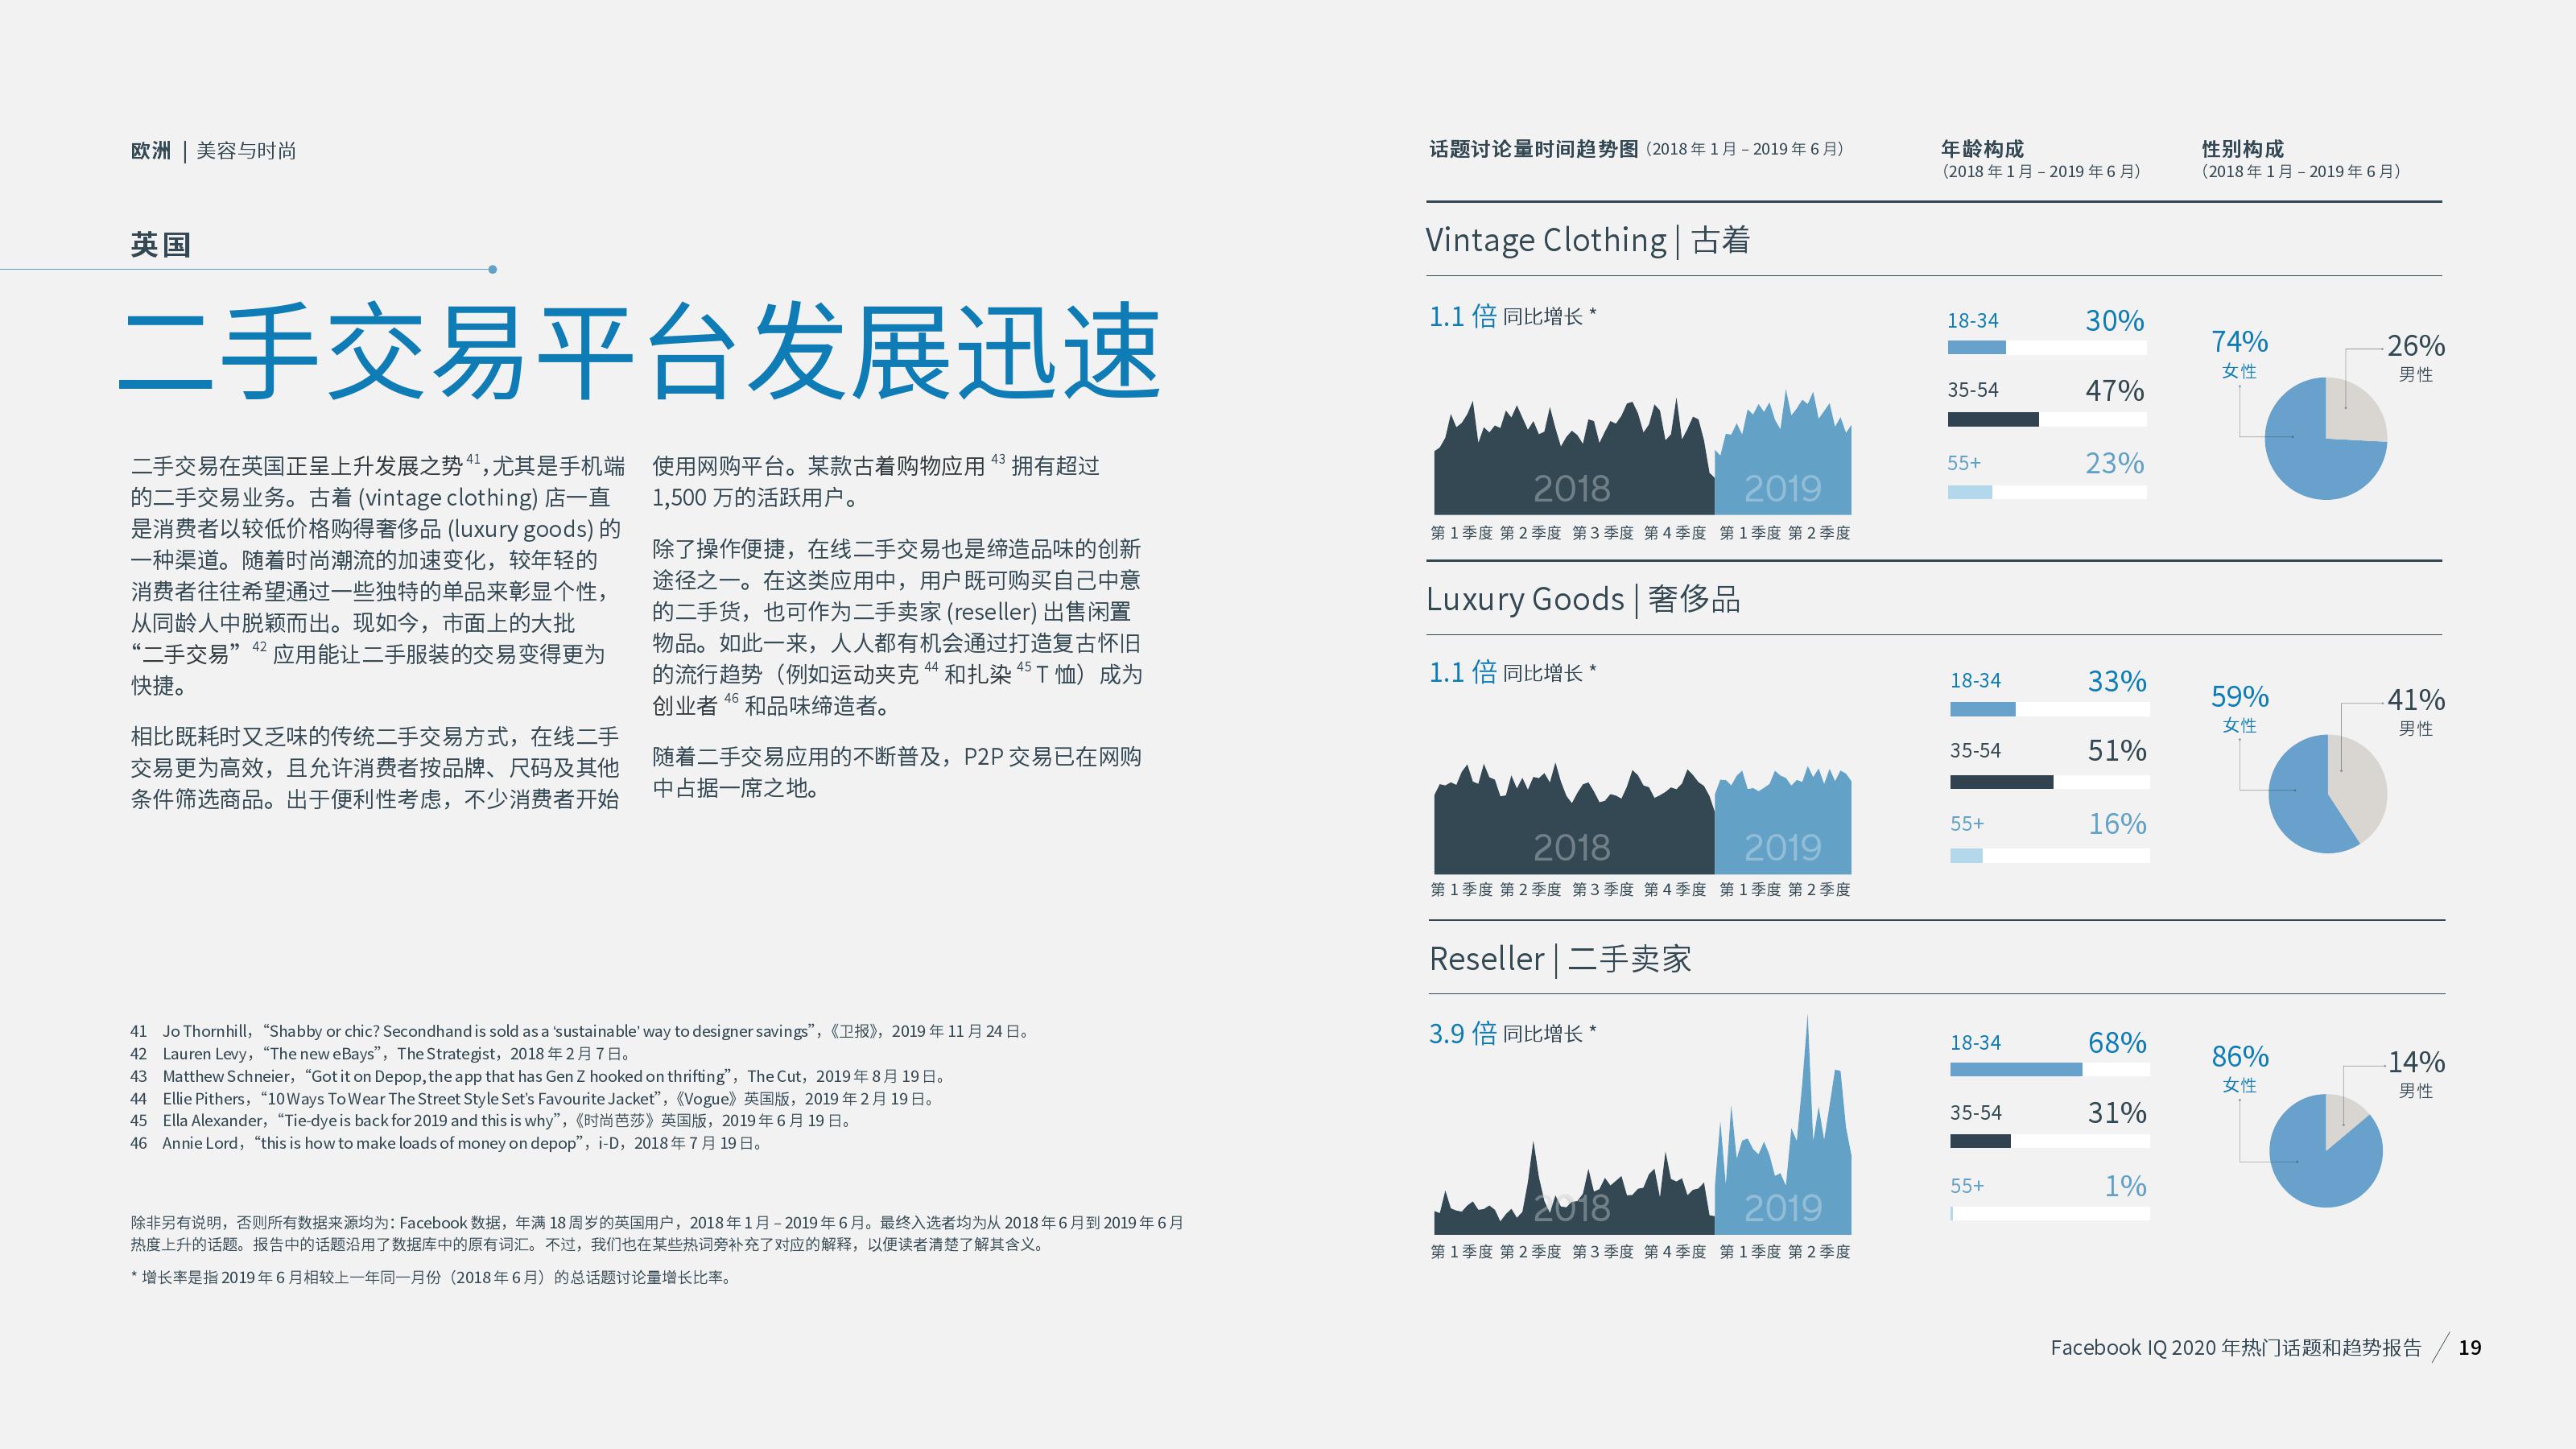 欧洲 | 美容与时尚
英国
二手交易平台发展迅速
二手交易在英国正呈上升发展之势 41,尤其是手机端
的二手交易业务。古着 (vintage clothing) 店一直
是消费者以较低价格购得奢侈品 (luxury goods) 的
一种渠道。随着时尚潮流的加速变化，较年轻的
消费者往往希望通过一些独特的单品来彰显个性，
从同龄人中脱颖而出。现如今，市面上的大批
“二手交易” 42 应用能让二手服装的交易变得更为
快捷。
相比既耗时又乏味的传统二手交易方式，在线二手
交易更为高效，且允许消费者按品牌、尺码及其他
条件筛选商品。出于便利性考虑，不少消费者开始
使用网购平台。某款古着购物应用 43 拥有超过
1,500 万的活跃用户。
除了操作便捷，在线二手交易也是缔造品味的创新
途径之一。在这类应用中，用户既可购买自己中意
的二手货，也可作为二手卖家 (reseller) 出售闲置
物品。如此一来，人人都有机会通过打造复古怀旧
的流行趋势（例如运动夹克 44 和扎染 45 T 恤）成为
创业者 46 和品味缔造者。
随着二手交易应用的不断普及，P2P 交易已在网购
中占据一席之地。
41 Jo Thornhill，“Shabby or chic? Secondhand is sold as a ‘sustainable’ way to designer savings”，《卫报》，2019 年 11 月 24 日。
42 Lauren Levy，“The new eBays”，The Strategist，2018 年 2 月 7 日。
43 Matthew Schneier，“Got it on Depop, the app that has Gen Z hooked on thrifting”，The Cut，2019 年 8 月 19 日。
44 Ellie Pithers，“10 Ways To Wear The Street Style Set's Favourite Jacket”，《Vogue》英国版，2019 年 2 月 19 日。
45 Ella Alexander，“Tie-dye is back for 2019 and this is why”，《时尚芭莎》英国版，2019 年 6 月 19 日。
46 Annie Lord，“this is how to make loads of money on depop”，i-D，2018 年 7 月 19 日。
除非另有说明，否则所有数据来源均为：Facebook 数据，年满 18 周岁的英国用户，2018 年 1 月 – 2019 年 6 月。最终入选者均为从 2018 年 6 月到 2019 年 6 月
热度上升的话题。报告中的话题沿用了数据库中的原有词汇。不过，我们也在某些热词旁补充了对应的解释，以便读者清楚了解其含义。
* 增长率是指 2019 年 6 月相较上一年同一月份（2018 年 6 月）的总话题讨论量增长比率。
话题讨论量时间趋势图（2018 年 1 月 – 2019 年 6 月）
年龄构成
（2018 年 1 月 – 2019 年 6 月）
性别构成
（2018 年 1 月 – 2019 年 6 月）
Vintage Clothing | 古着
1.1 倍 同比增长 *
2018 2019
第 1 季度 第 2 季度 第 3 季度 第 4 季度 第 1 季度 第 2 季度
18-34 30%
35-54 47%
55+ 23%
74%
女性
26%
男性
Luxury Goods | 奢侈品
1.1 倍 同比增长 *
2018 2019
第 1 季度 第 2 季度 第 3 季度 第 4 季度 第 1 季度 第 2 季度
18-34 33%
35-54 51%
55+ 16%
59%
女性
41%
男性
Reseller | 二手卖家
3.9 倍 同比增长 *
2018 2019
第 1 季度 第 2 季度 第 3 季度 第 4 季度 第 1 季度 第 2 季度
18-34 68%
35-54 31%
55+ 1%
86%
女性
14%
男性
Facebook IQ 2020 年热门话题和趋势报告 / 19